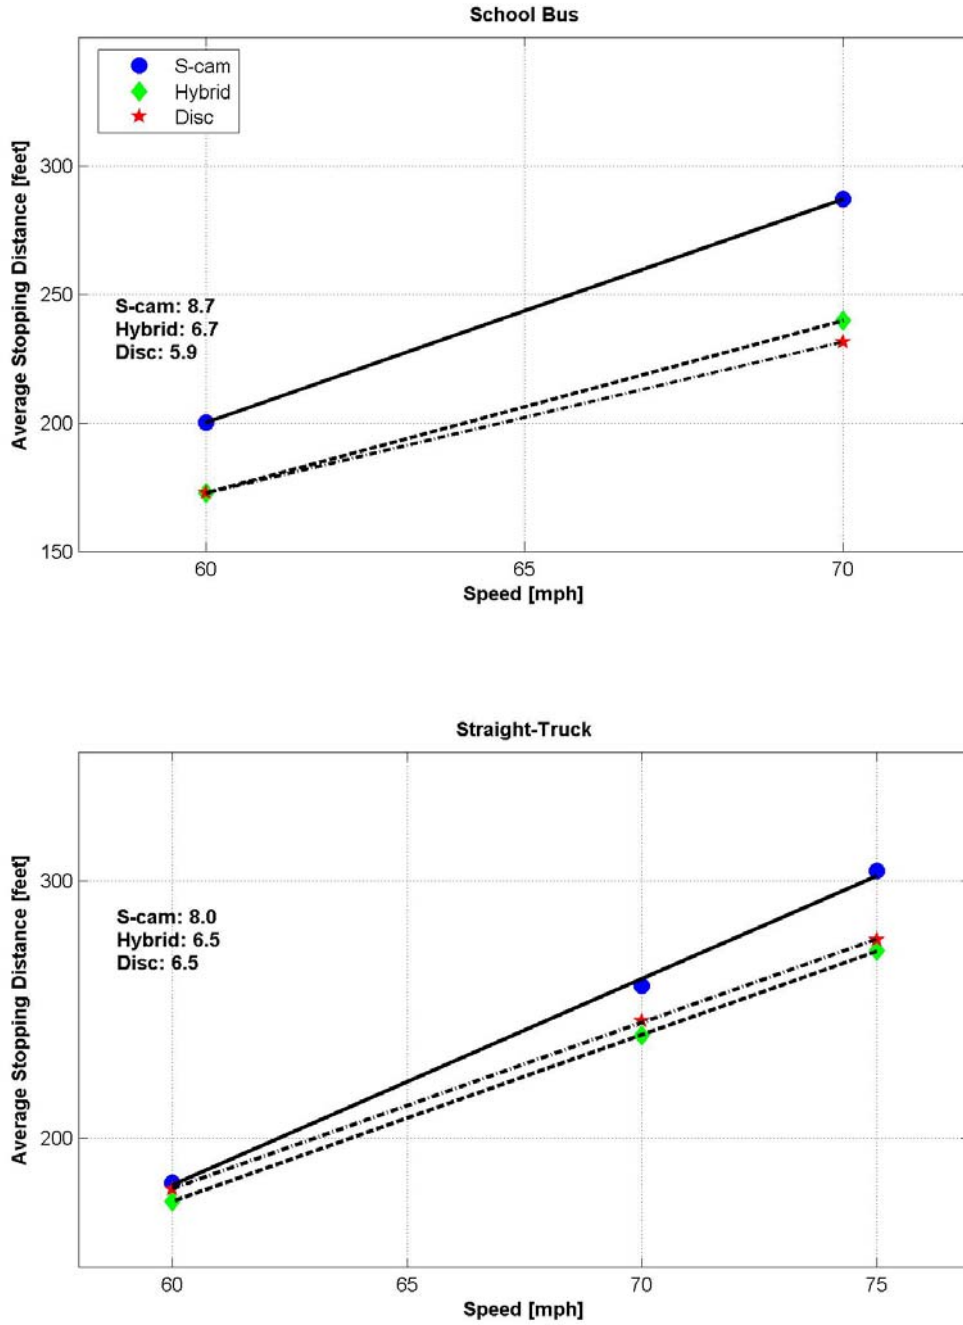 School Bus
S-cam
Hybrid
Disc
Average Stopping Distance [feet]
300
250
200
150
S-cam: 8.7
Hybrid: 6.7
Disc: 5.9
60 65 70
Speed [mph]
Straight-Truck
Average Stopping Distance [feet]
300
200
S-cam: 8.0
Hybrid: 6.5
Disc: 6.5
60 65 70 75
Speed [mph]